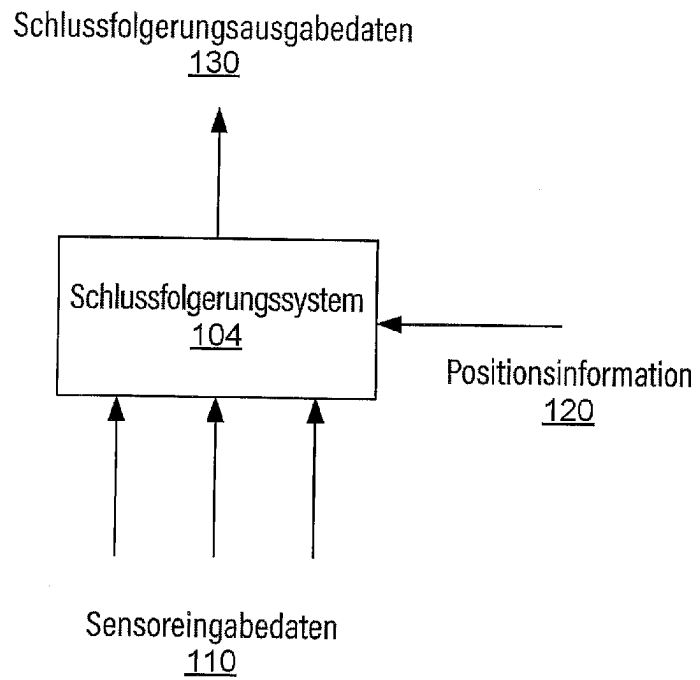 Schlussfolgerungsausgabedaten
130
Schlussfolgerungssystem
104
Positionsinformation
120
Sensoreingabedaten
110